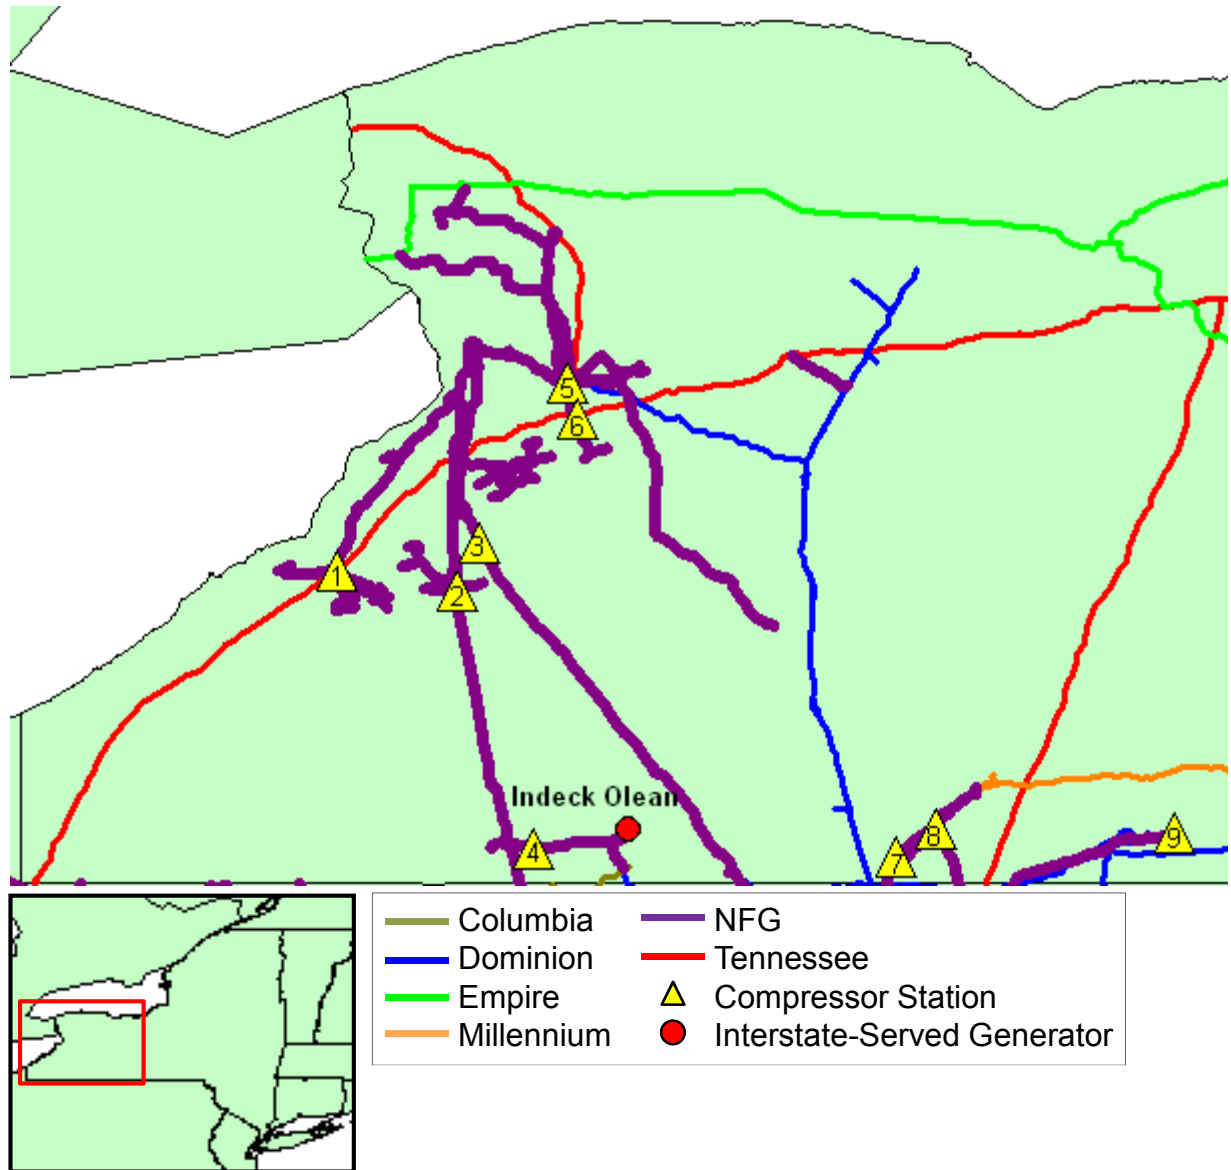 5
6
3
1
2
Indeck Olean
4
8
7
9
Columbia
NFG
Dominion
Tennessee
Empire
Compressor Station
Millennium
Interstate-Served Generator